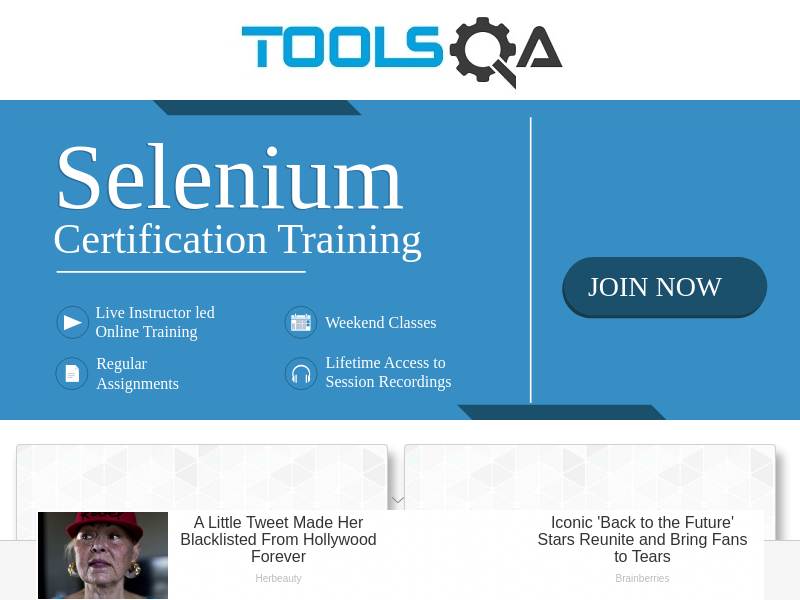 TOOLSQA
Selenium
Certification Training
JOIN NOW
Live Instructor led
Online Training
Weekend Classes
Regular
Assignments
Lifetime Access to
Session Recordings
A Little Tweet Made Her
Blacklisted From Hollywood
Forever
Herbeauty
Iconic 'Back to the Future'
Stars Reunite and Bring Fans
to Tears
Brainberries